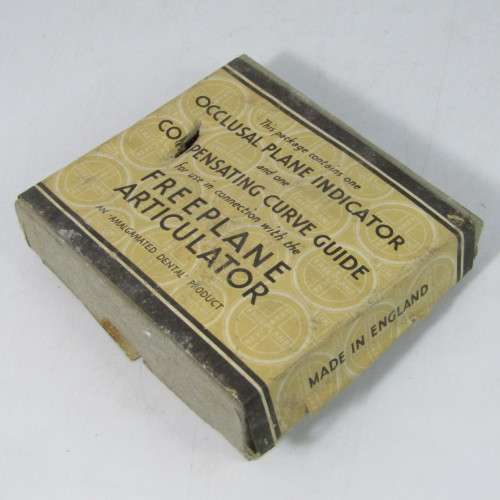 This package contains one
OCCLUSAL PLANE INDICATOR
and one
COMPENSATING CURVE GUIDE
for use in connection with the
FREEPLANE
ARTICULATOR
AN "AMALGAMATED DENTAL" PRODUCT
MADE IN ENGLAND